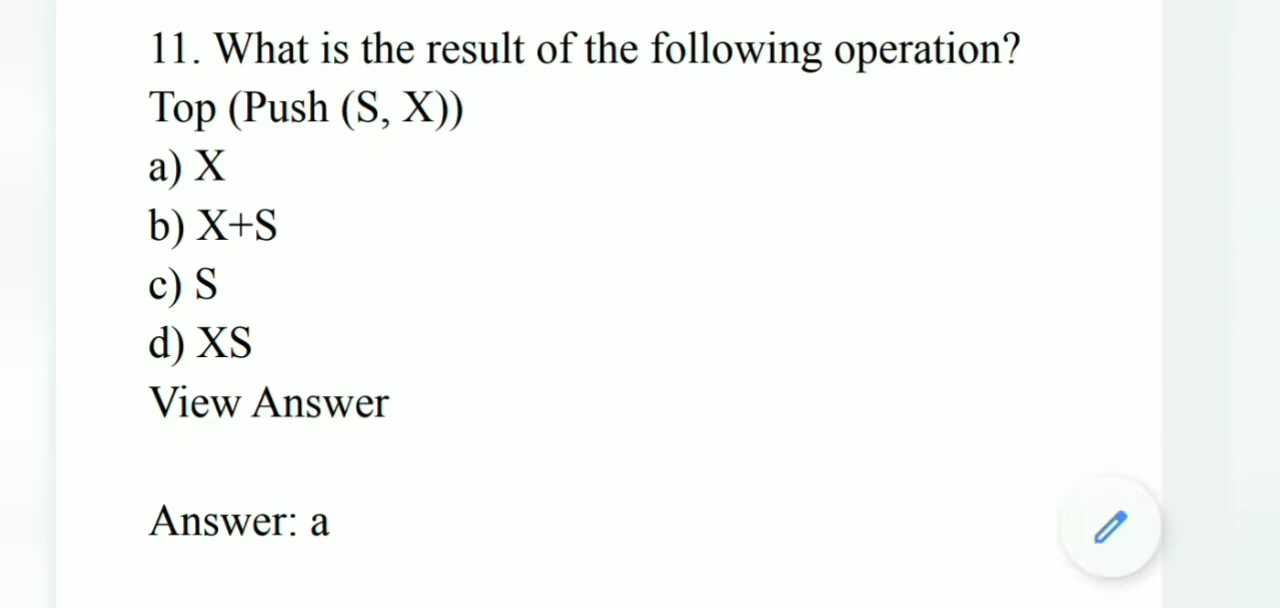 11. What is the result of the following operation?
Top (Push (S, X))
a) X
b) X+S
c) S
d) XS
View Answer
Answer: a